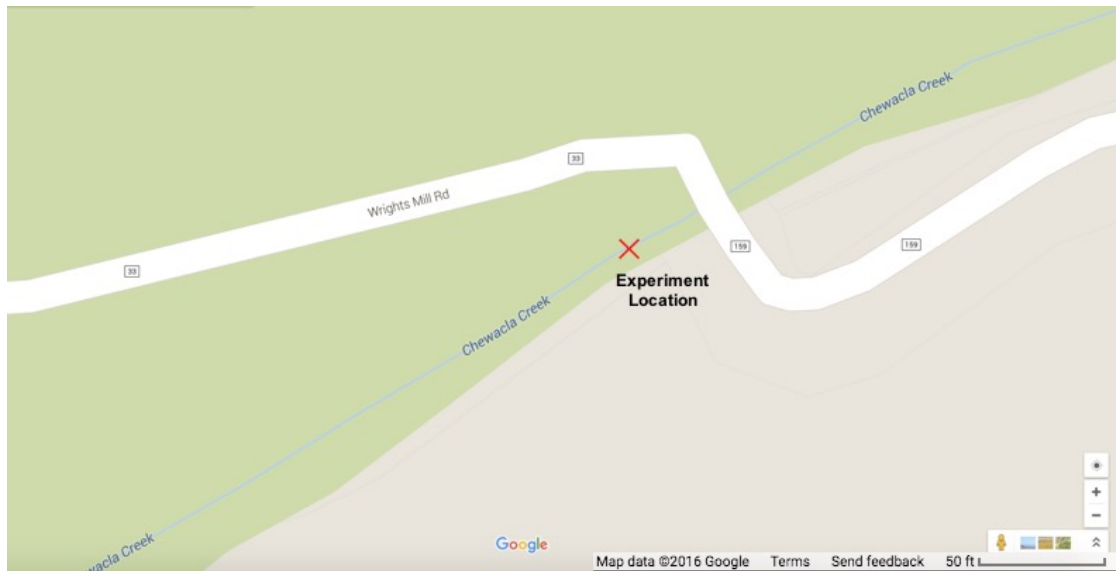 Chewacla Creek
33
Wrights Mill Rd
159
159
33
Experiment
Location
Chewacla Creek
wacla Creek
Google
Map data ©2016 Google Terms Send feedback 50 ft